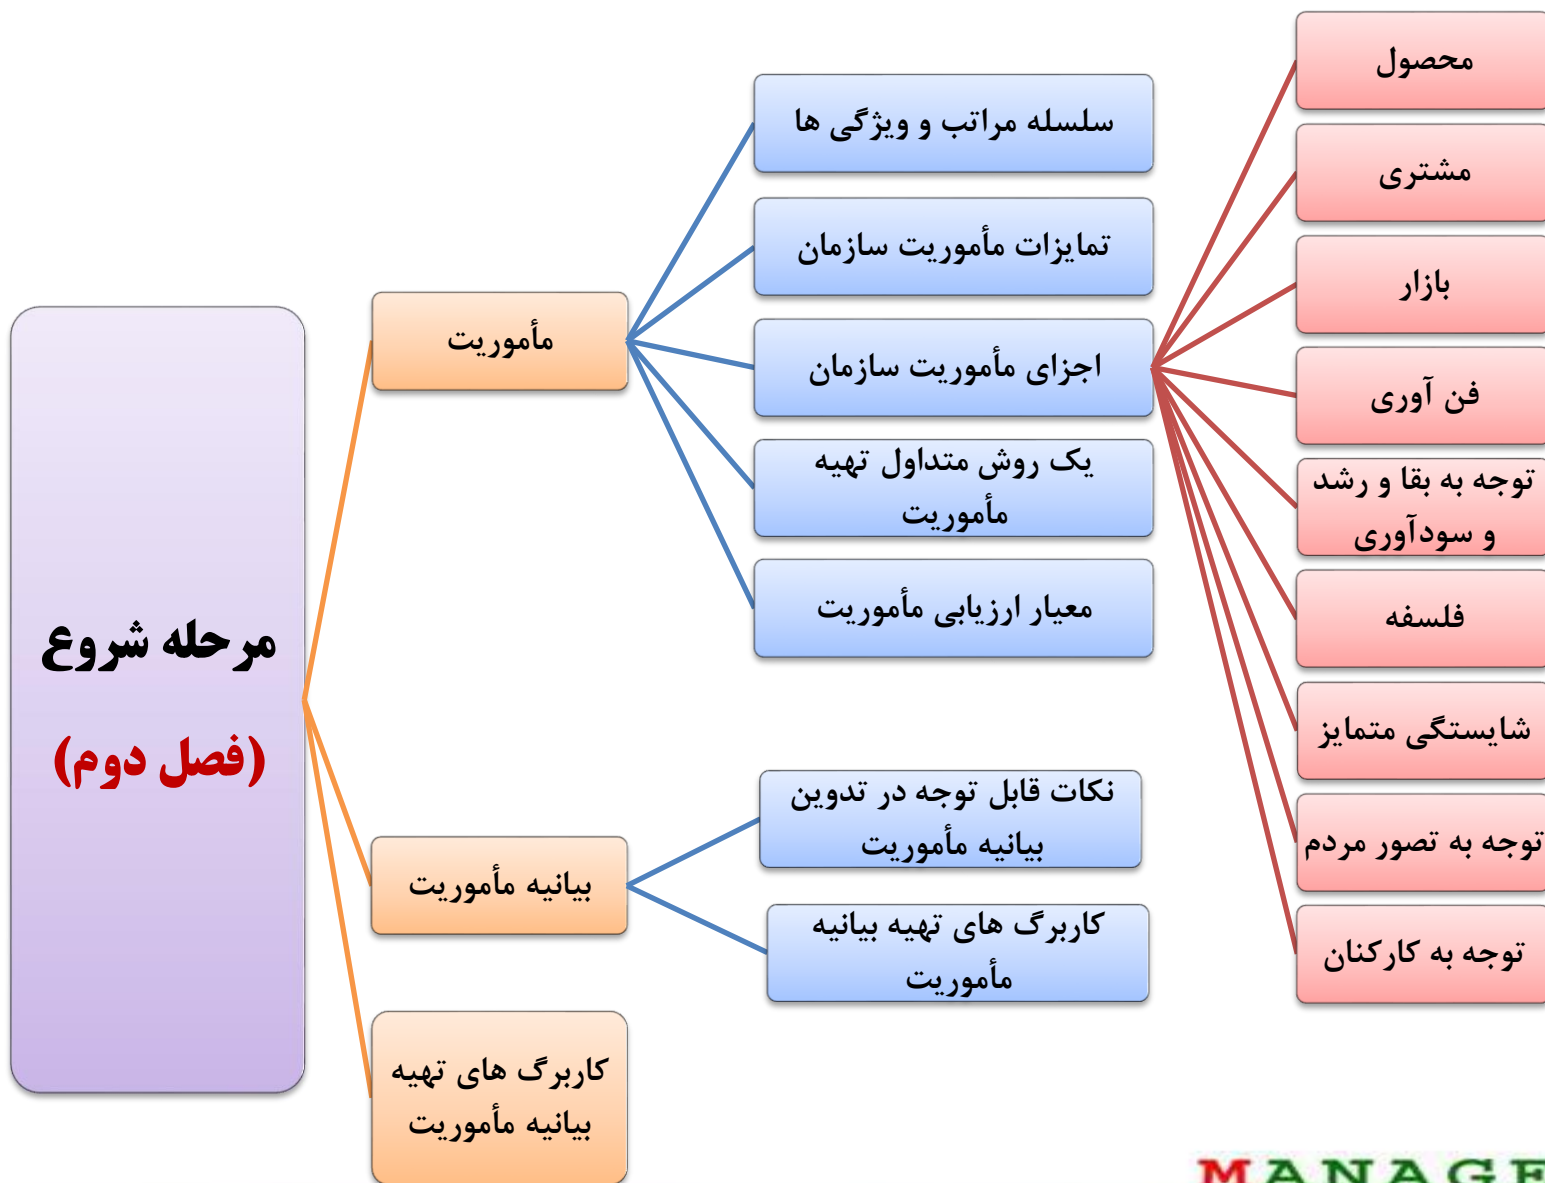 مرحله شروع
(فصل دوم)
مأموریت
سلسله مراتب و ویژگی ها
تمایزات مأموریت سازمان
اجزای مأموریت سازمان
محصول
مشتری
بازار
فن آوری
توجه به بقا و رشد
و سودآوری
فلسفه
شایستگی متمایز
توجه به تصور مردم
توجه به کارکنان
یک روش متداول تهیه
مأموریت
معیار ارزیابی مأموریت
بیانیه مأموریت
نکات قابل توجه در تدوین
بیانیه مأموریت
کاربرگ های تهیه بیانیه
مأموریت
کاربرگ های تهیه
بیانیه مأموریت
MANAGE